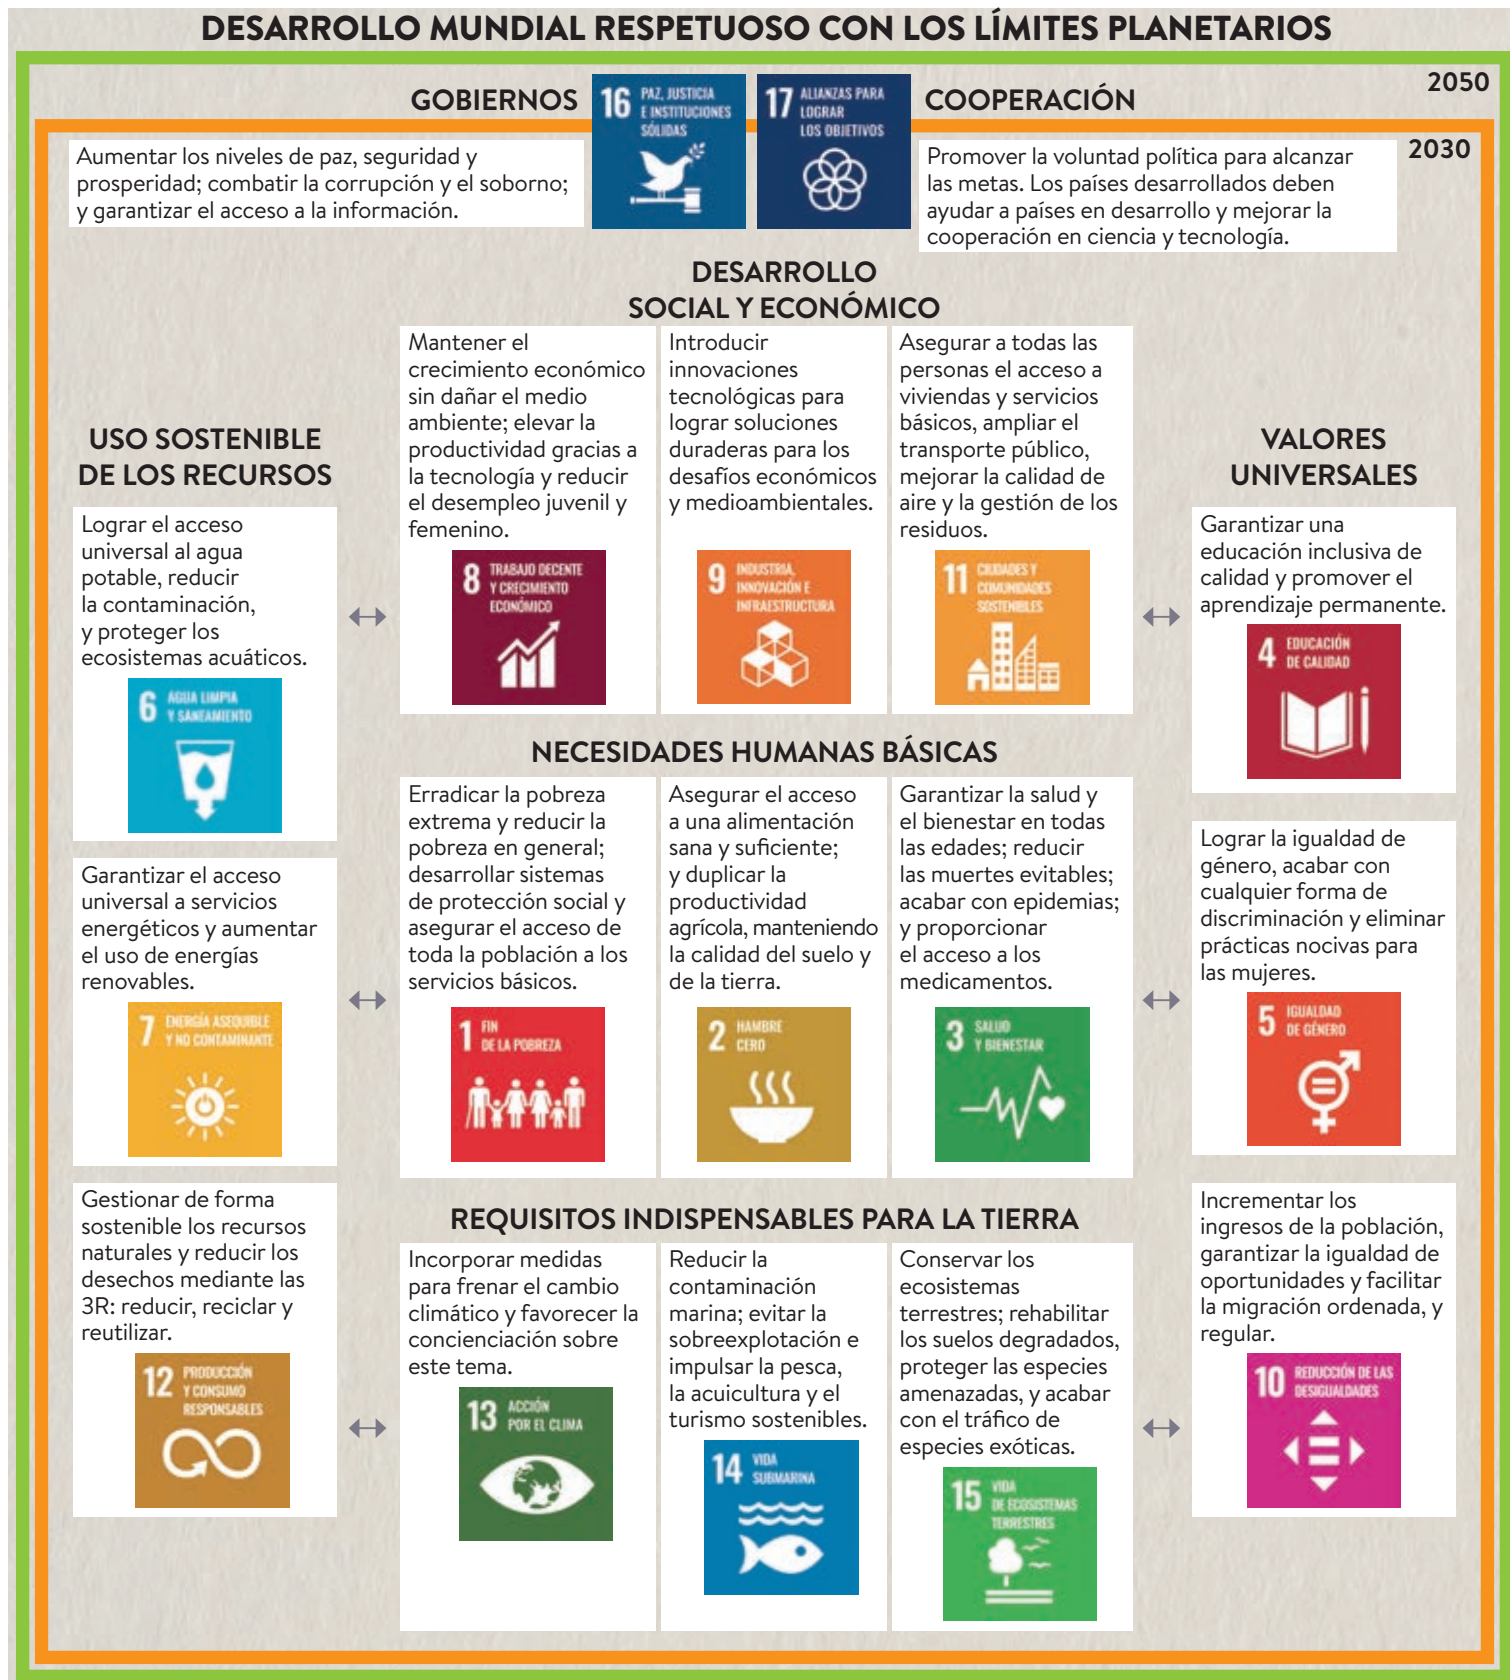 DESARROLLO MUNDIAL RESPETUOSO CON LOS LÍMITES PLANETARIOS
2050
GOBIERNOS
16 PAZ, JUSTICIA
E INSTITUCIONES
SÓLIDAS
17 ALIANZAS PARA
LOGRAR
LOS OBJETIVOS
COOPERACIÓN
2030
Aumentar los niveles de paz, seguridad y
prosperidad; combatir la corrupción y el soborno;
y garantizar el acceso a la información.
Promover la voluntad política para alcanzar
las metas. Los países desarrollados deben
ayudar a países en desarrollo y mejorar la
cooperación en ciencia y tecnología.
USO SOSTENIBLE
DE LOS RECURSOS
Lograr el acceso
universal al agua
potable, reducir
la contaminación,
y proteger los
ecosistemas acuáticos.
6 AGUA LIMPIA
Y SANEAMIENTO
Garantizar el acceso
universal a servicios
energéticos y aumentar
el uso de energías
renovables.
7 ENERGÍA ASEQUIBLE
Y NO CONTAMINANTE
Gestionar de forma
sostenible los recursos
naturales y reducir los
desechos mediante las
3R: reducir, reciclar y
reutilizar.
12 PRODUCCIÓN
Y CONSUMO
RESPONSABLES
DESARROLLO
SOCIAL Y ECONÓMICO
Mantener el
crecimiento económico
sin dañar el medio
ambiente; elevar la
productividad gracias a
la tecnología y reducir
el desempleo juvenil y
femenino.
8 TRABAJO DECENTE
Y CRECIMIENTO
ECONÓMICO
Introducir
innovaciones
tecnológicas para
lograr soluciones
duraderas para los
desafíos económicos
y medioambientales.
9 INDUSTRIA,
INNOVACIÓN E
INFRAESTRUCTURA
Asegurar a todas las
personas el acceso a
viviendas y servicios
básicos, ampliar el
transporte público,
mejorar la calidad de
aire y la gestión de los
residuos.
11 CIUDADES Y
COMUNIDADES
SOSTENIBLES
NECESIDADES HUMANAS BÁSICAS
Erradicar la pobreza
extrema y reducir la
pobreza en general;
desarrollar sistemas
de protección social y
asegurar el acceso de
toda la población a los
servicios básicos.
1 FIN
DE LA POBREZA
Asegurar el acceso
a una alimentación
sana y suficiente;
y duplicar la
productividad
agrícola, manteniendo
la calidad del suelo y
de la tierra.
2 HAMBRE
CERO
Garantizar la salud y
el bienestar en todas
las edades; reducir
las muertes evitables;
acabar con epidemias;
y proporcionar
el acceso a los
medicamentos.
3 SALUD
Y BIENESTAR
REQUISITOS INDISPENSABLES PARA LA TIERRA
Incorporar medidas
para frenar el cambio
climático y favorecer la
concienciación sobre
este tema.
13 ACCIÓN
POR EL CLIMA
Reducir la
contaminación
marina; evitar la
sobreexplotación e
impulsar la pesca,
la acuicultura y el
turismo sostenibles.
14 VIDA
SUBMARINA
Conservar los
ecosistemas
terrestres; rehabilitar
los suelos degradados,
proteger las especies
amenazadas, y acabar
con el tráfico de
especies exóticas.
15 VIDA
DE ECOSISTEMAS
TERRESTRES
VALORES
UNIVERSALES
Garantizar una
educación inclusiva de
calidad y promover el
aprendizaje permanente.
4 EDUCACIÓN
DE CALIDAD
Lograr la igualdad de
género, acabar con
cualquier forma de
discriminación y eliminar
prácticas nocivas para
las mujeres.
5 IGUALDAD
DE GÉNERO
Incrementar los
ingresos de la población,
garantizar la igualdad de
oportunidades y facilitar
la migración ordenada, y
regular.
10 REDUCCIÓN DE LAS
DESIGUALDADES